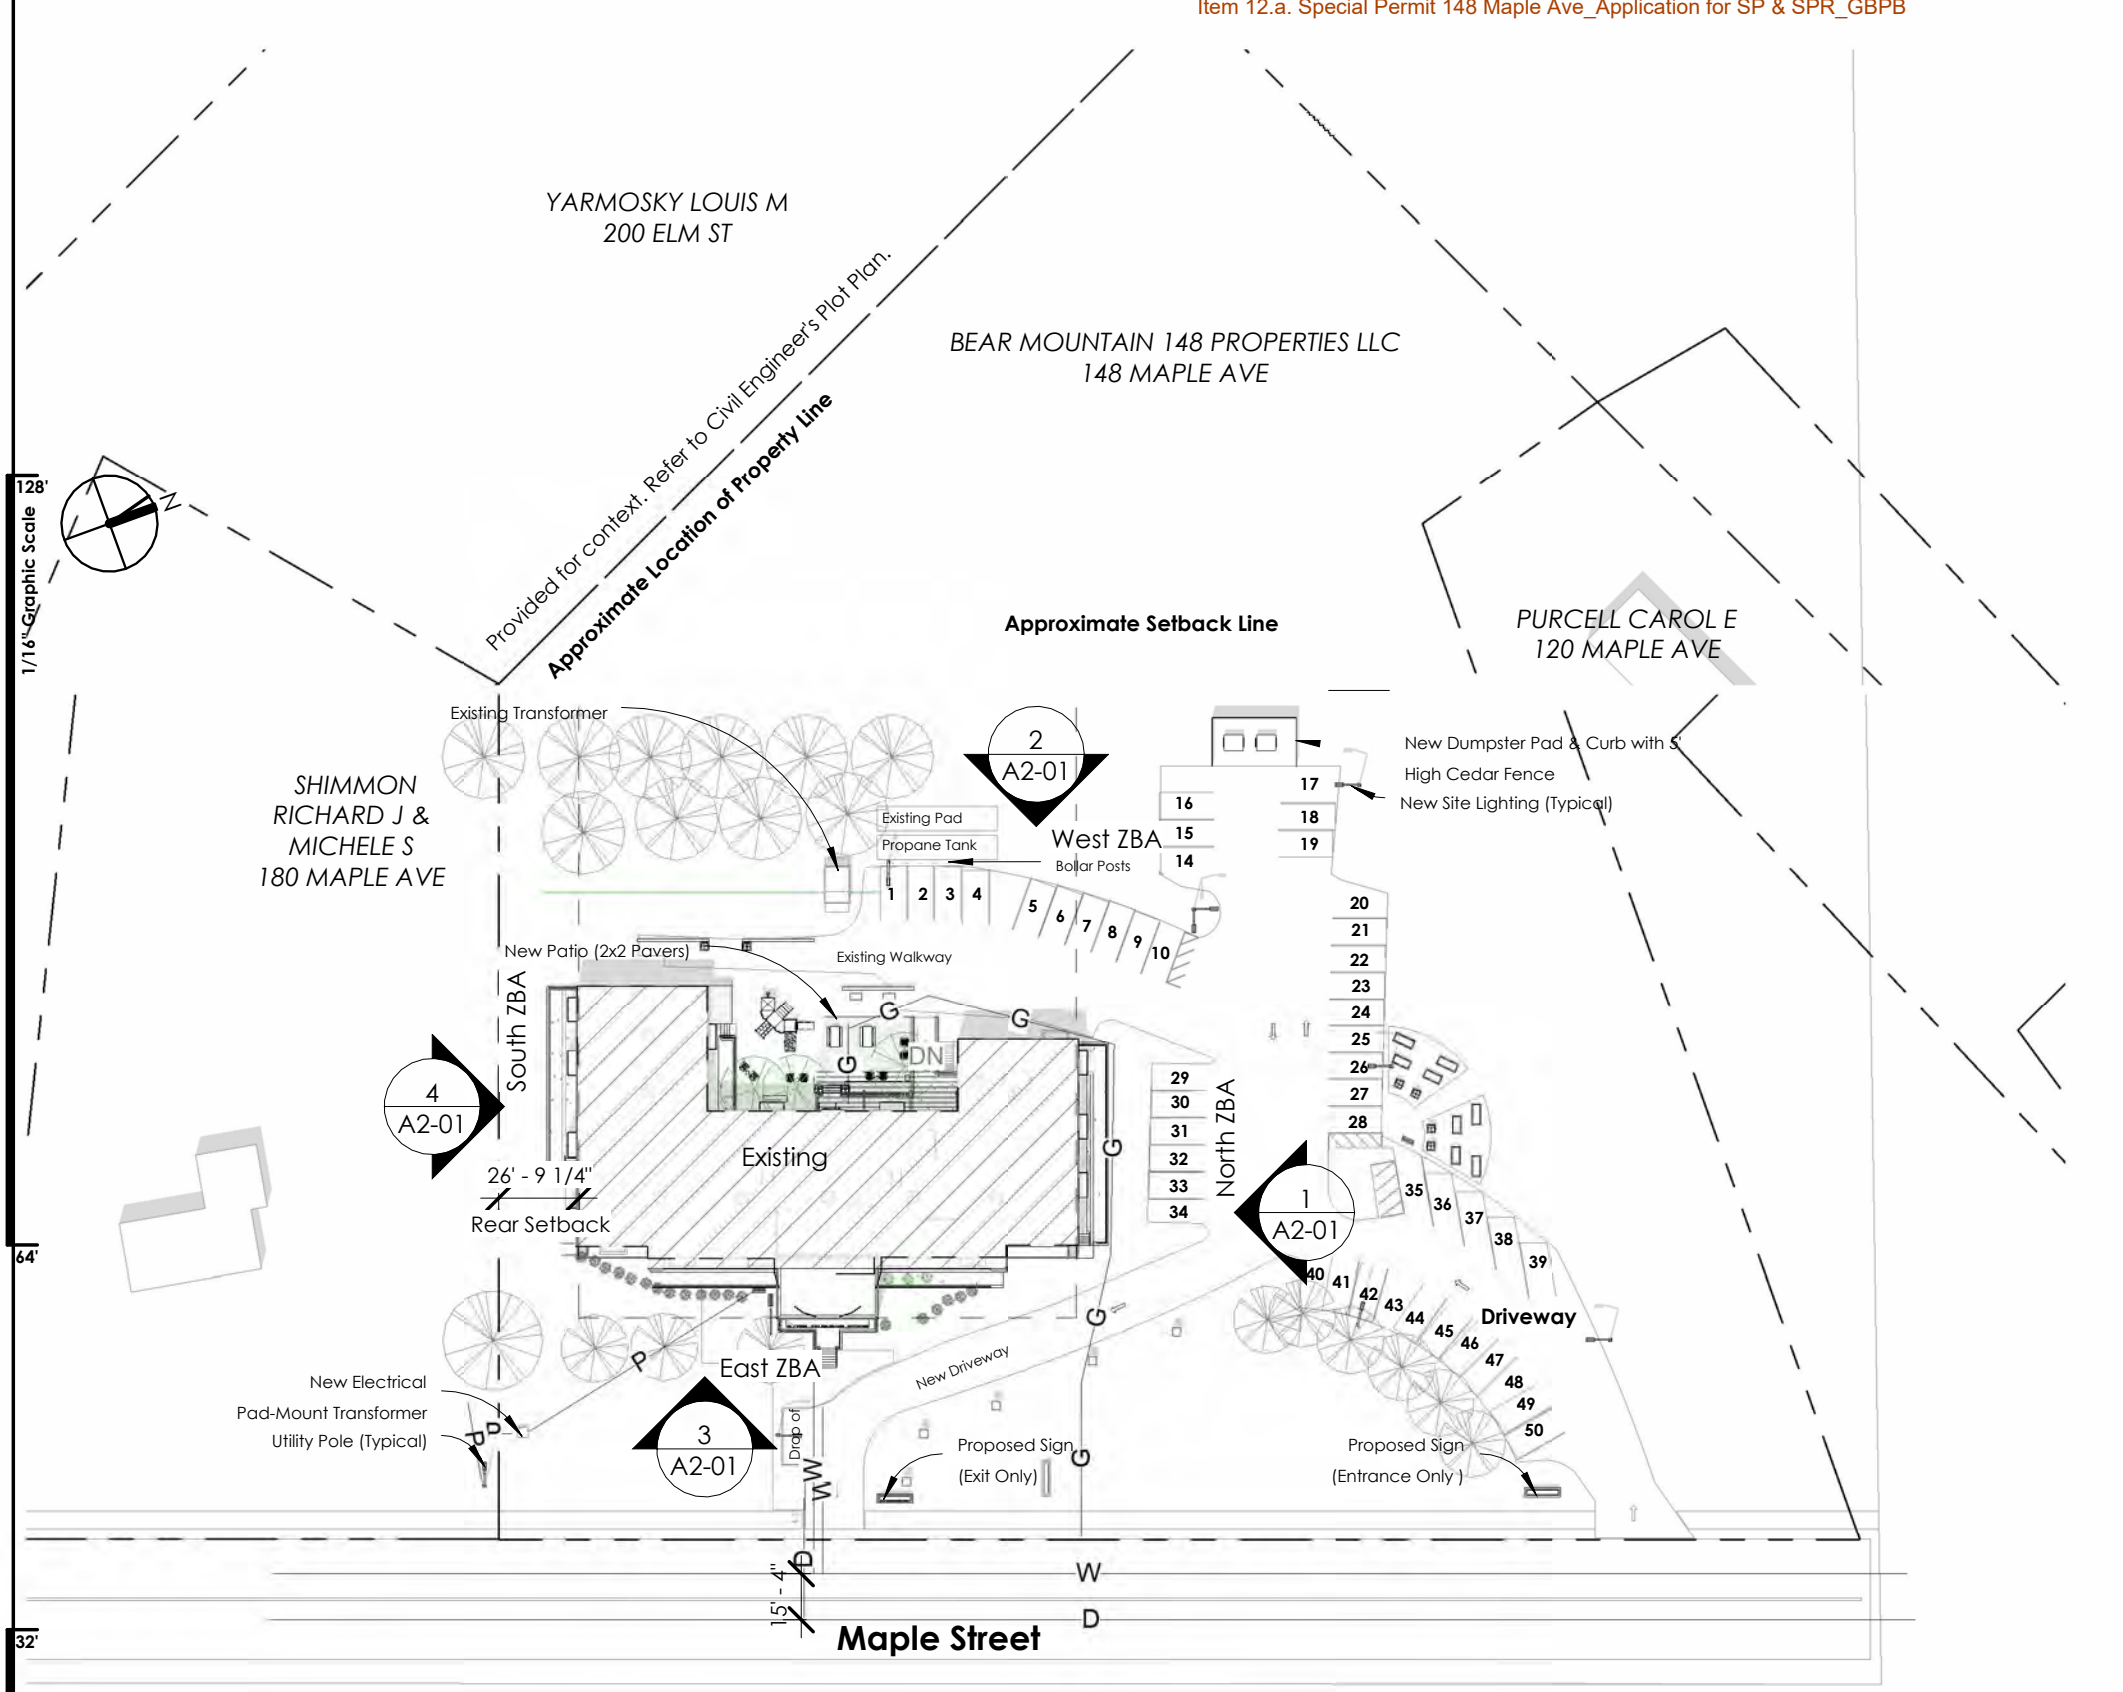 Item 12.a. Special Permit 148 Maple Ave_Application for SP & SPR_GBPB
YARMOSKY LOUIS M
200 ELM ST
Provided for context. Refer to Civil Engineer's Plot Plan.
Approximate Location of Property Line
BEAR MOUNTAIN 148 PROPERTIES LLC
148 MAPLE AVE
128'
1/16" Graphic Scale
N
Approximate Setback Line
PURCELL CAROL E
120 MAPLE AVE
Existing Transformer
2
A2-01
New Dumpster Pad & Curb with 5'
High Cedar Fence
New Site Lighting (Typical)
SHIMMON
RICHARD J &
MICHELE S
180 MAPLE AVE
Existing Pad
Propane Tank
West ZBA
Bollar Posts
16
15
14
17
18
19
1
2
3
4
5
6
7
8
9
10
20
21
22
23
24
25
26
27
28
New Patio (2x2 Pavers)
Existing Walkway
South ZBA
G
G
G
DN
4
A2-01
Existing
G
29
30
31
32
33
34
North ZBA
1
A2-01
35
36
37
38
39
26' - 9 1/4"
Rear Setback
64'
40
41
42
43
44
45
46
47
48
49
50
Driveway
G
P
East ZBA
New Driveway
New Electrical
Pad-Mount Transformer
Utility Pole (Typical)
P
P
3
A2-01
Drop of
W
W
Proposed Sign
(Exit Only)
G
Proposed Sign
(Entrance Only )
D
W
15' - 4"
D
Maple Street
32'